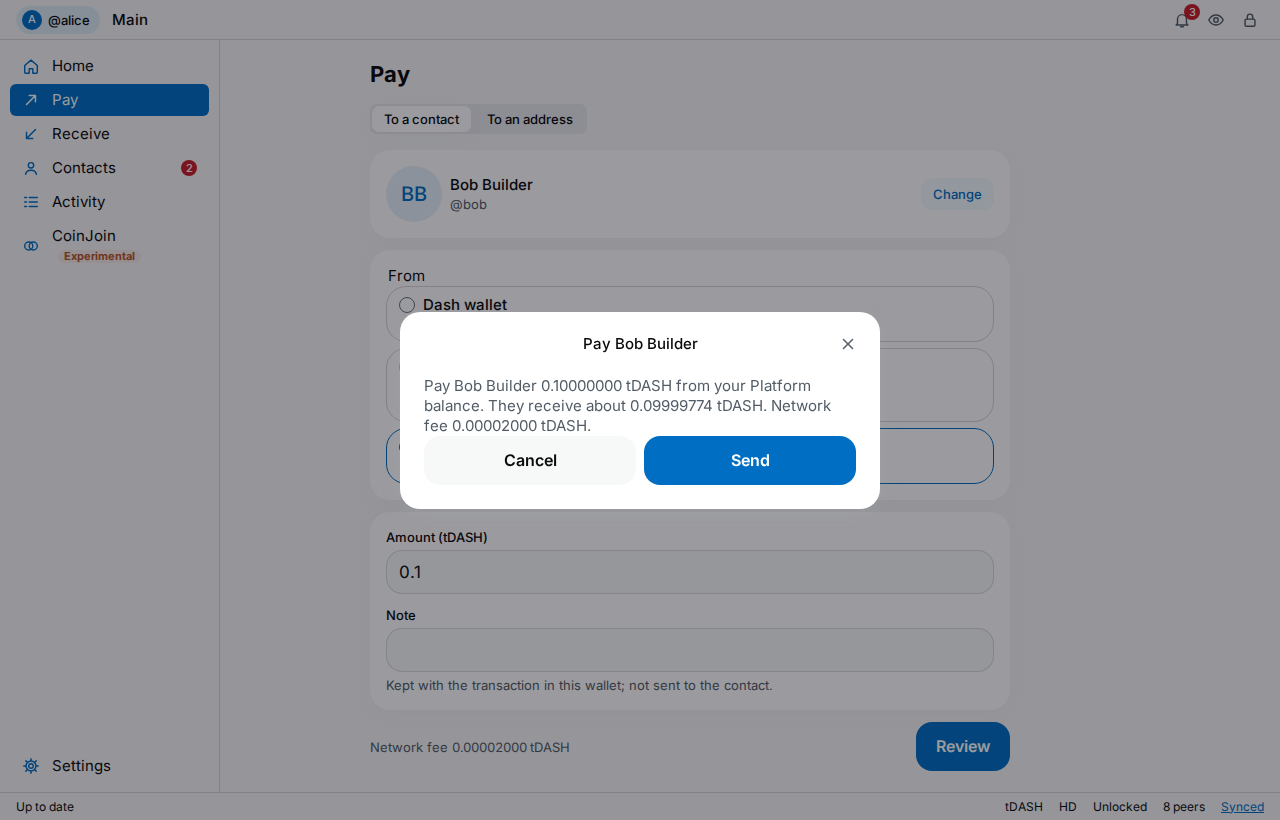 A @alice Main 3
Home
Pay
Receive
Contacts 2
Activity
CoinJoin
Experimental
Settings
Pay
To a contact To an address
BB
Bob Builder
@bob
Change
From
Dash wallet
Pay Bob Builder
Pay Bob Builder 0.10000000 tDASH from your Platform
balance. They receive about 0.09999774 tDASH. Network
fee 0.00002000 tDASH.
Cancel Send
Amount (tDASH)
0.1
Note
Kept with the transaction in this wallet; not sent to the contact.
Network fee 0.00002000 tDASH Review
Up to date tDASH HD Unlocked 8 peers Synced